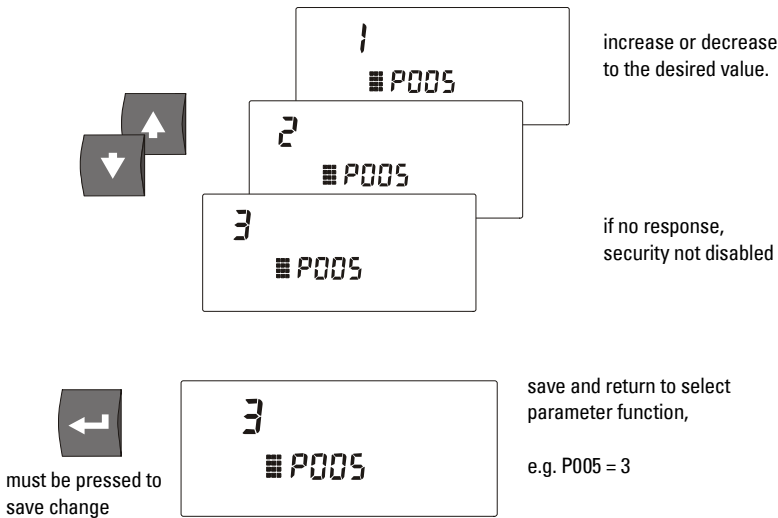 1
P005
increase or decrease
to the desired value.
2
P005
3
P005
if no response,
security not disabled
3
P005
save and return to select
parameter function,
e.g. P005 = 3
must be pressed to
save change